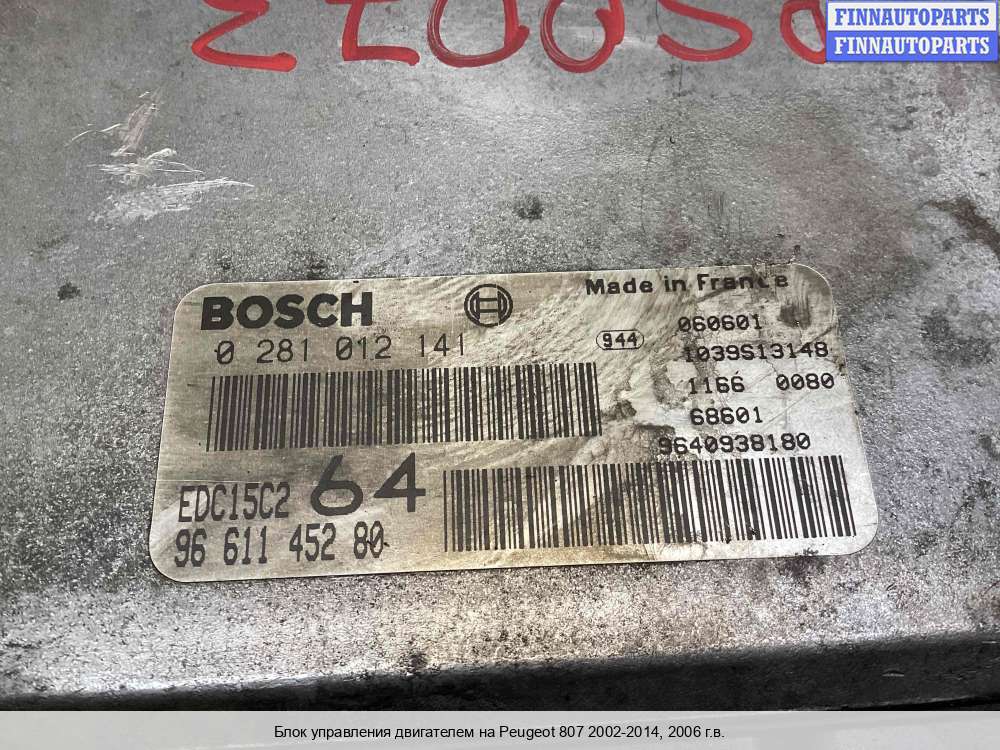 FINNAUTOPARTS
FINNAUTOPARTS
BOSCH
Made in France
0 281 012 141
944
060601
1039S13148
1166 0080
68601
9640938180
EDC15C2 64
96 611 452 80
Блок управления двигателем на Peugeot 807 2002-2014, 2006 г.в.